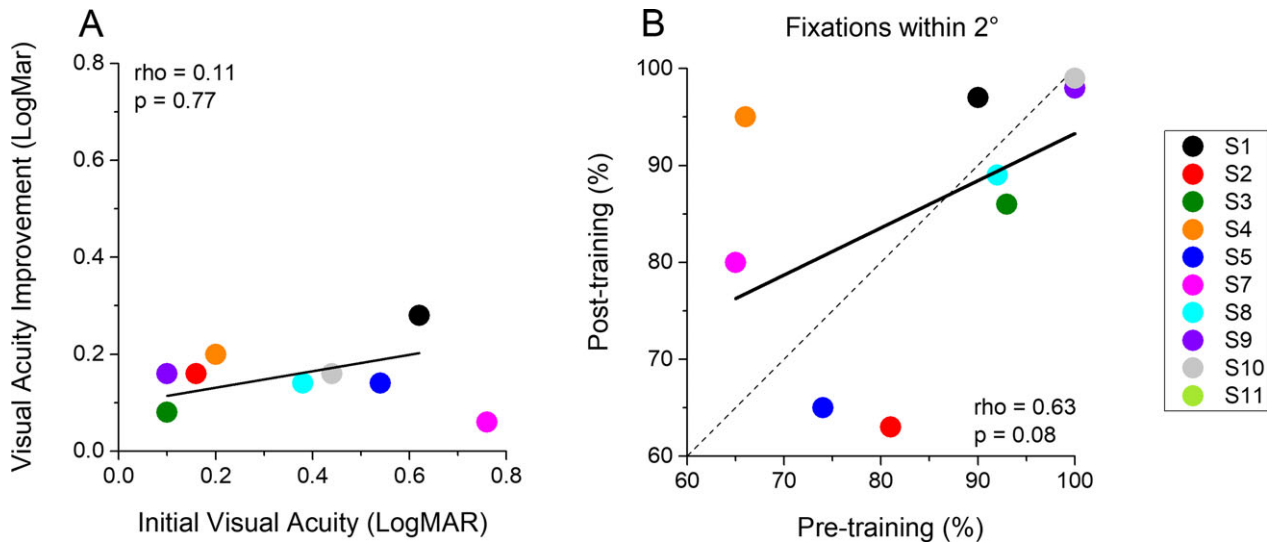 A
Visual Acuity Improvement (LogMar)
0.8
0.6
0.4
0.2
0.0
rho = 0.11
p = 0.77
0.0 0.2 0.4 0.6 0.8
Initial Visual Acuity (LogMAR)
B
Fixations within 2°
Post-training (%)
100
90
80
70
60
rho = 0.63
p = 0.08
60 70 80 90 100
Pre-training (%)
S1
S2
S3
S4
S5
S7
S8
S9
S10
S11